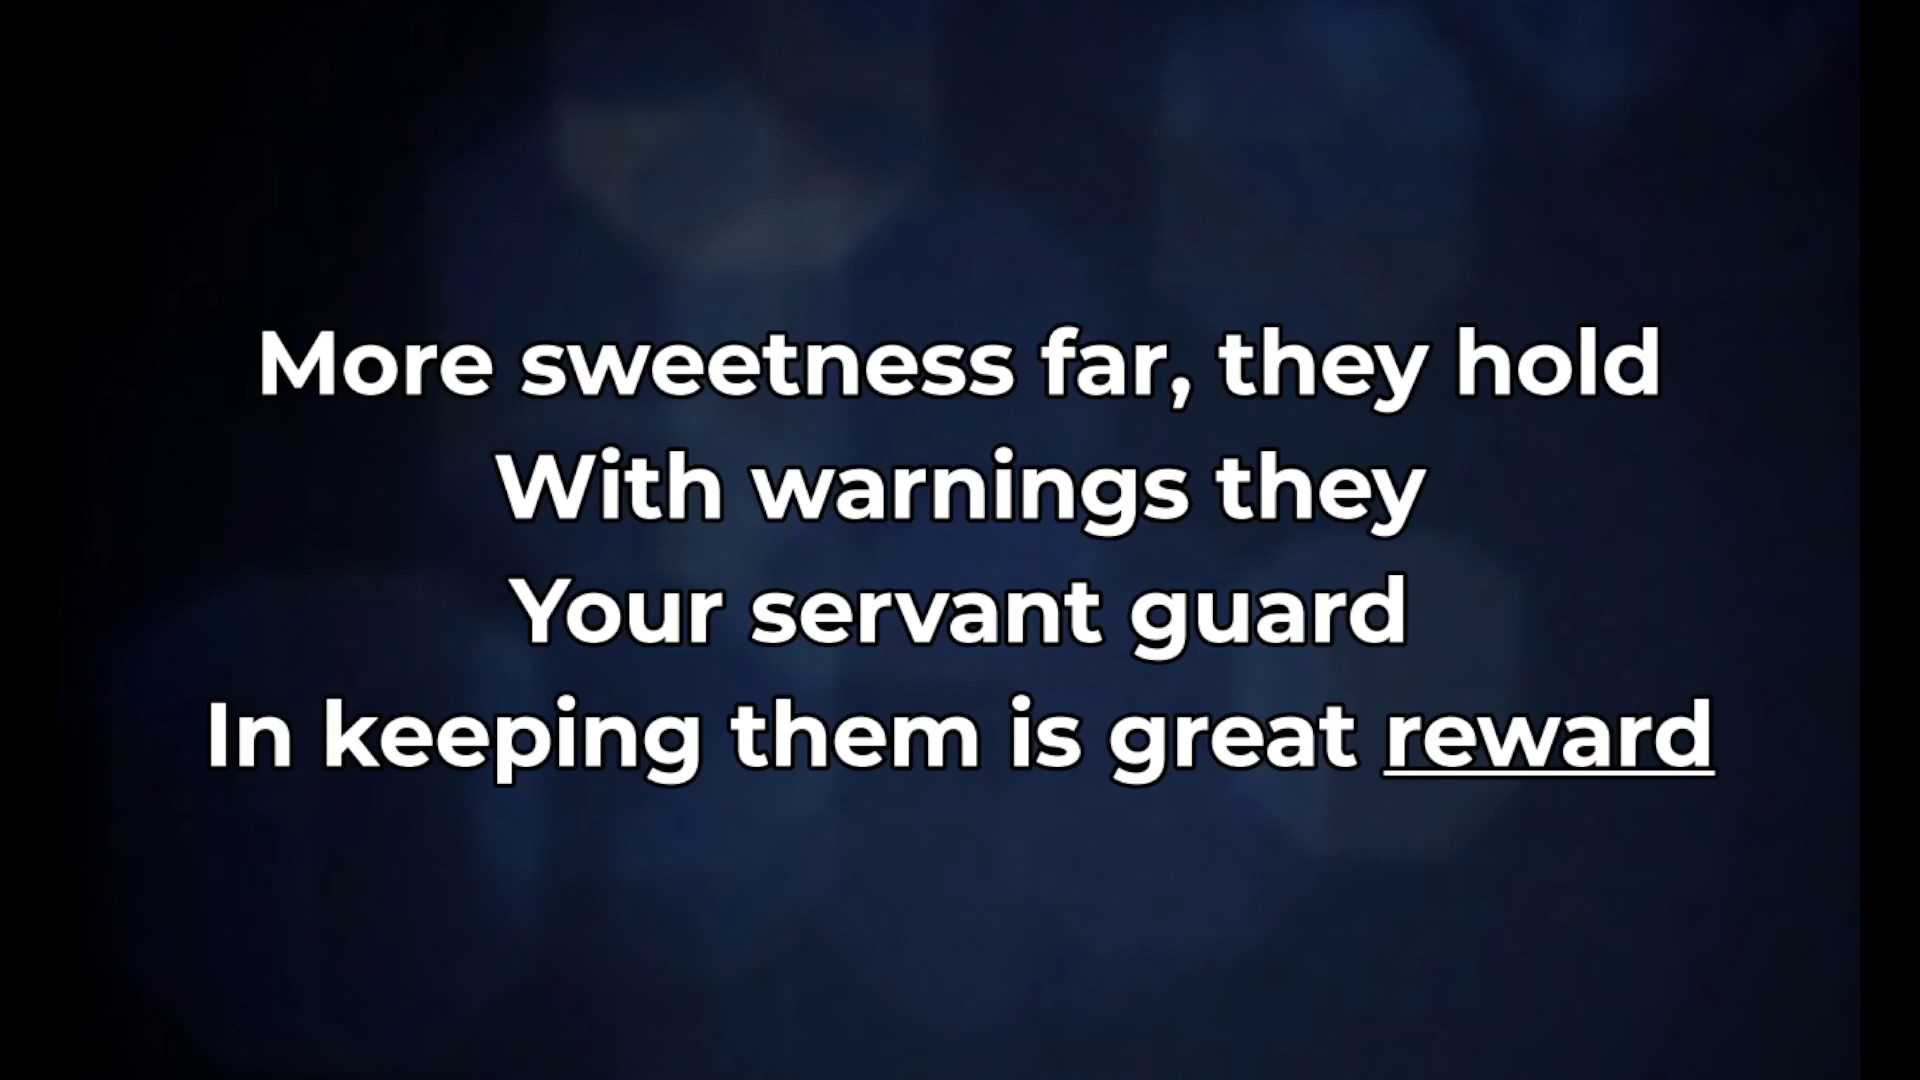 More sweetness far, they hold
With warnings they
Your servant guard
In keeping them is great reward